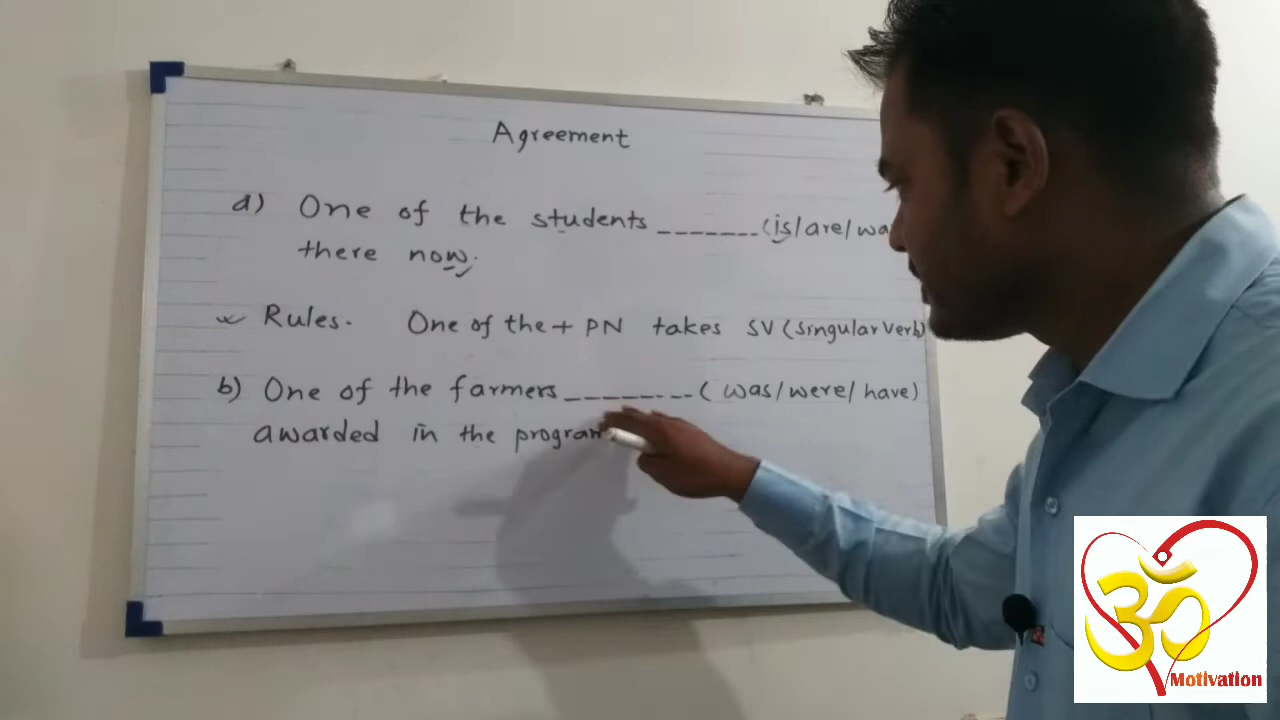 Agreement
a) One of the students _______ (is/are/wa
there now.
Rules. One of the + PN takes SV (Singular Verb)
b) One of the farmers ________ ( was/were/have)
awarded in the program
ॐ
Motivation